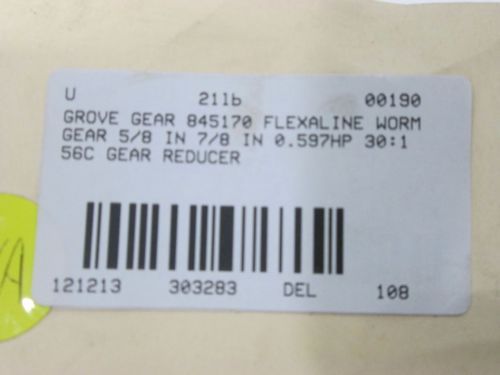 U 21lb 00190
GROVE GEAR 845170 FLEXALINE WORM
GEAR 5/8 IN 7/8 IN 0.597HP 30:1
56C GEAR REDUCER
121213 303283 DEL 108